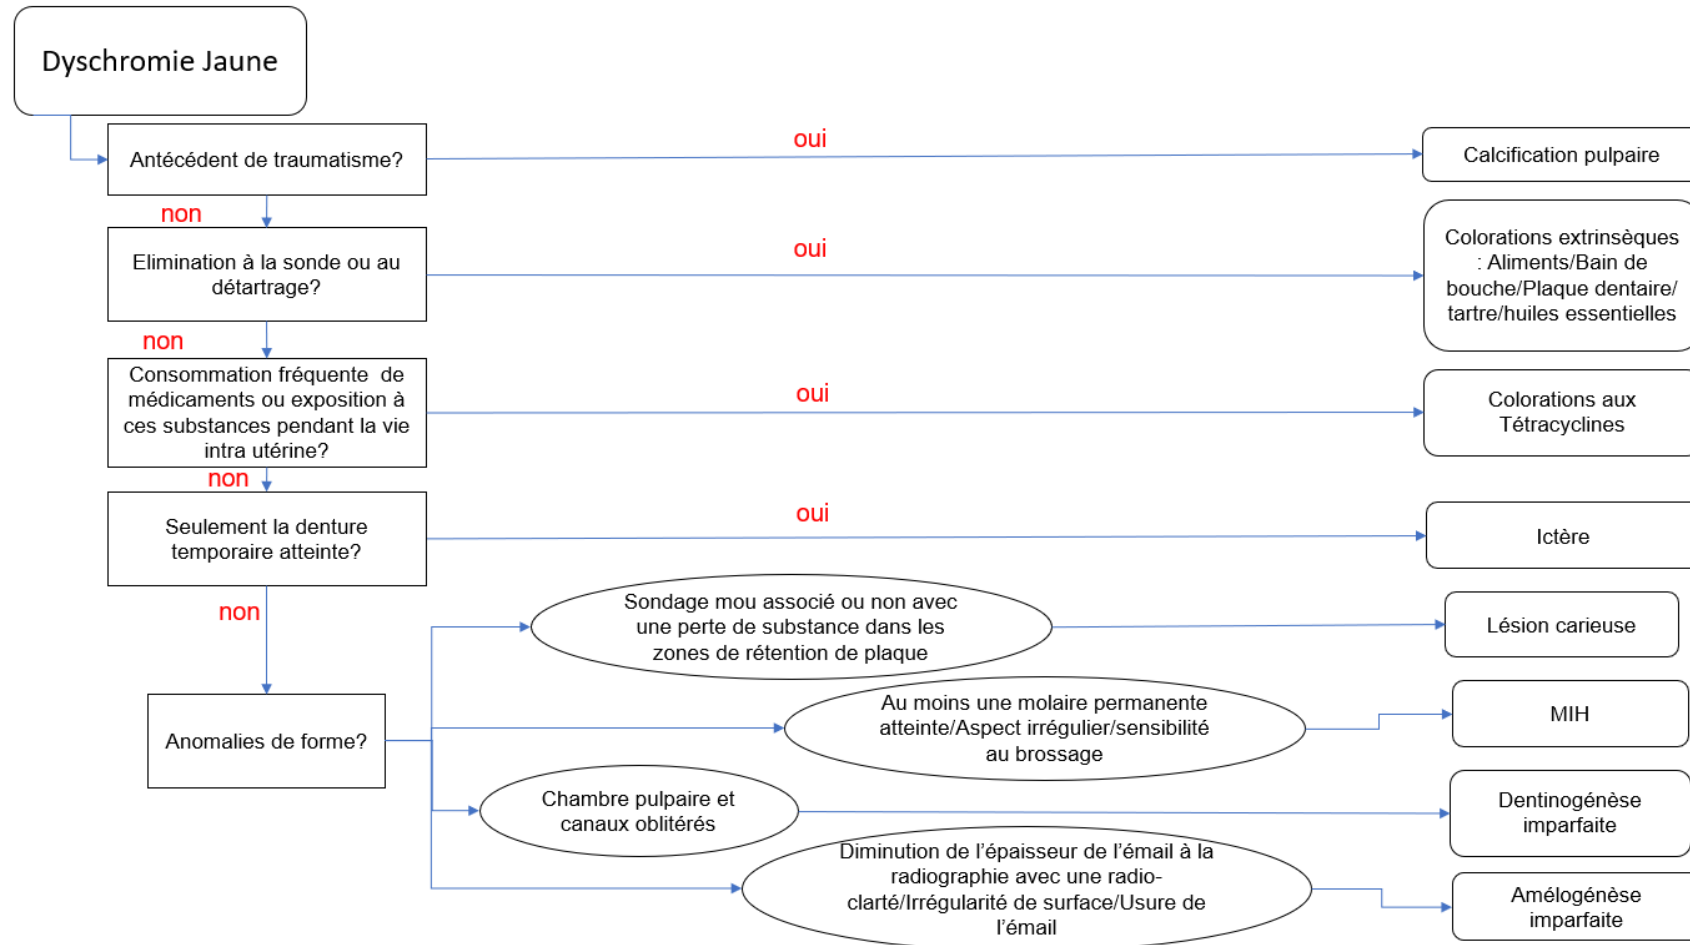 Dyschromie Jaune
Antécédent de traumatisme?
oui
Calcification pulpaire
non
Elimination à la sonde ou au
détartrage?
oui
Colorations extrinsèques
: Aliments/Bain de
bouche/Plaque dentaire/
tartre/huiles essentielles
non
Consommation fréquente de
médicaments ou exposition à
ces substances pendant la vie
intra utérine?
oui
Colorations aux
Tétracyclines
non
Seulement la denture
temporaire atteinte?
oui
Ictère
non
Anomalies de forme?
Sondage mou associé ou non avec
une perte de substance dans les
zones de rétention de plaque
Lésion carieuse
Au moins une molaire permanente
atteinte/Aspect irrégulier/sensibilité
au brossage
MIH
Chambre pulpaire et
canaux oblitérés
Dentinogénèse
imparfaite
Diminution de l'épaisseur de l'émail à la
radiographie avec une radio-
clarté/Irrégularité de surface/Usure de
l'émail
Amélogénèse
imparfaite